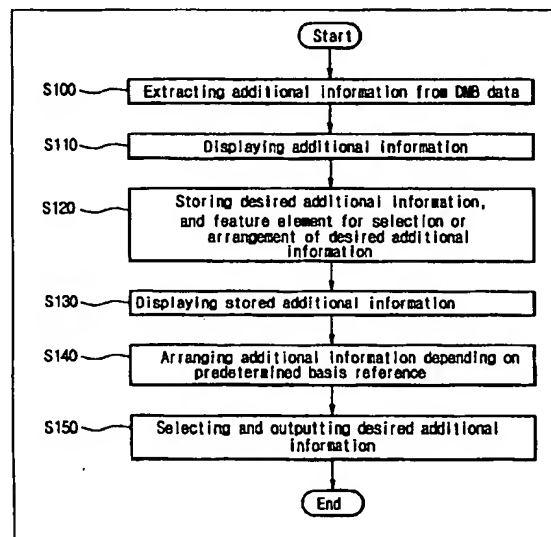 Start
S100
Extracting additional information from DMB data
S110
Displaying additional information
S120
Storing desired additional information,
and feature element for selection or
arrangement of desired additional
information
S130
Displaying stored additional information
S140
Arranging additional information depending on
predetermined basis reference
S150
Selecting and outputting desired additional
information
End